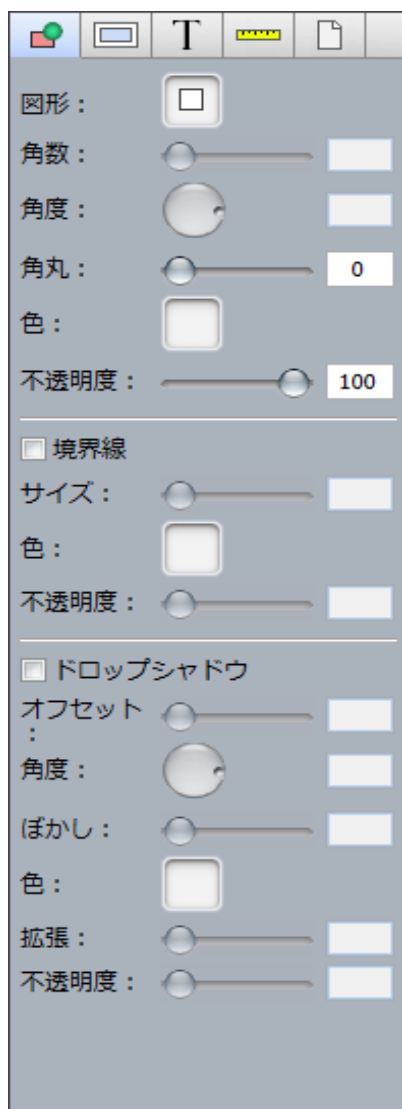 T
図形：
角数：
角度：
角丸： 0
色：
不透明度： 100
境界線
サイズ：
色：
不透明度：
ドロップシャドウ
オフセット
：
角度：
ぼかし：
色：
拡張：
不透明度：